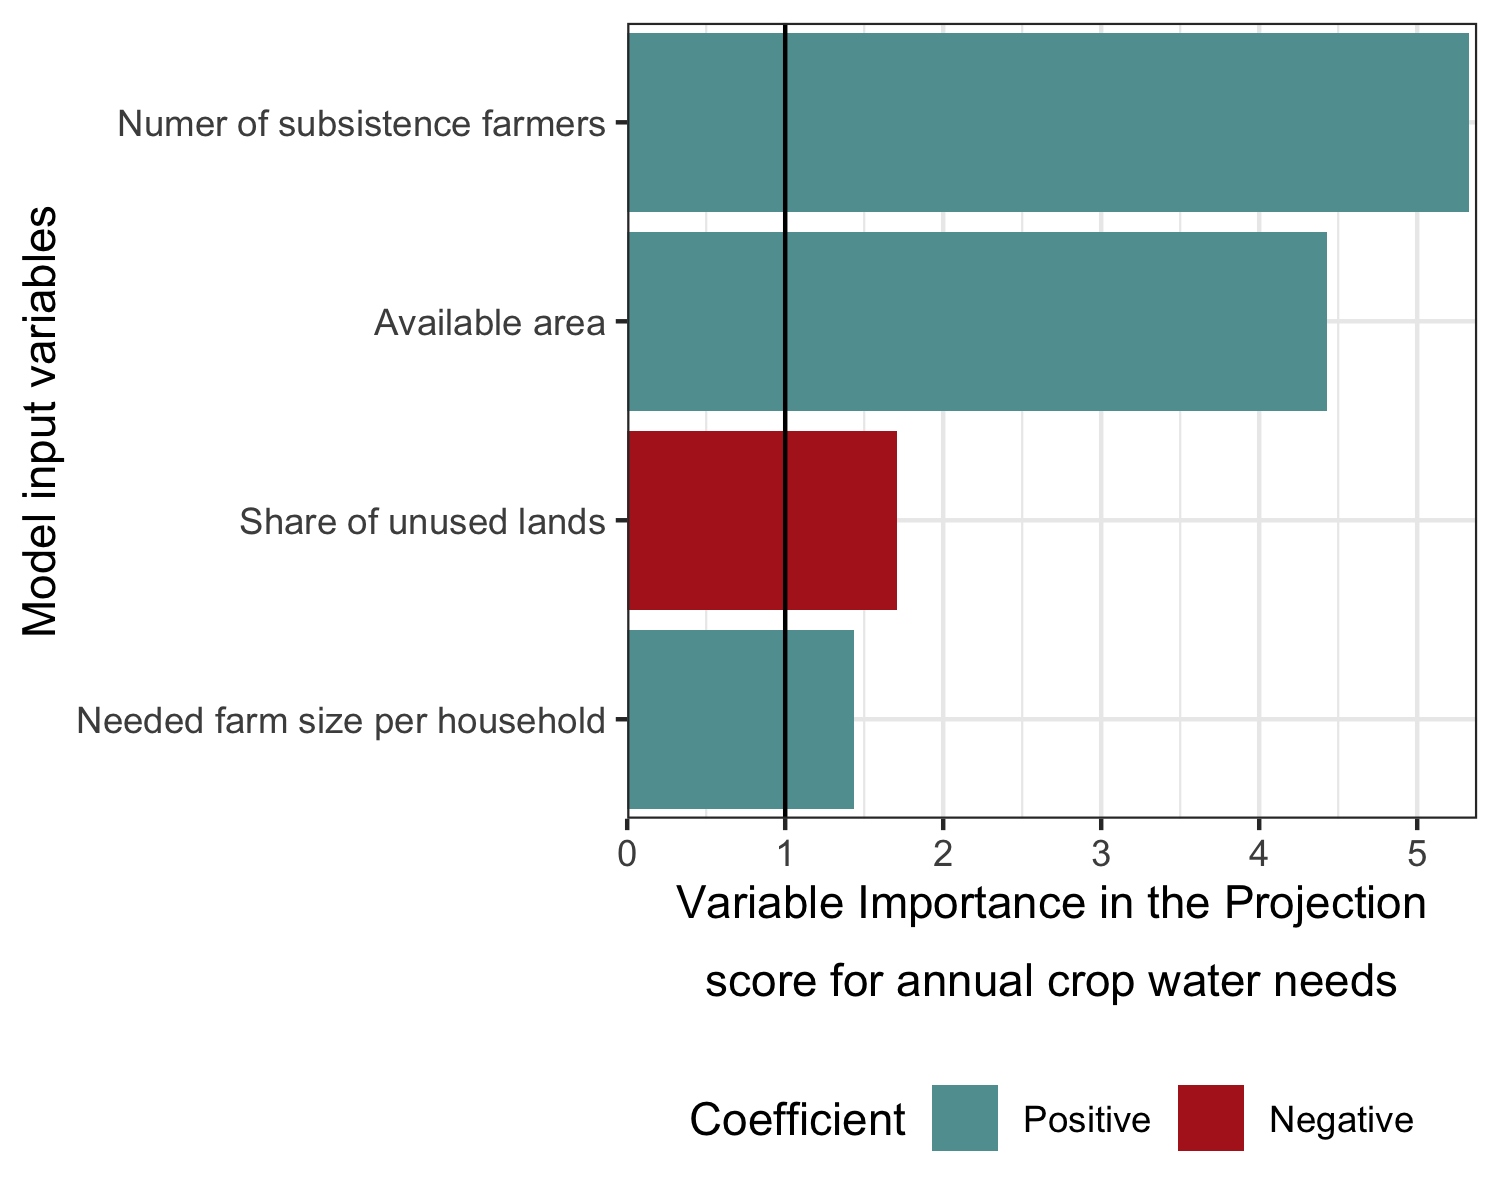 Numer of subsistence farmers
Available area
Share of unused lands
Needed farm size per household
Model input variables
0 1 2 3 4 5
Variable Importance in the Projection
score for annual crop water needs
Coefficient Positive Negative